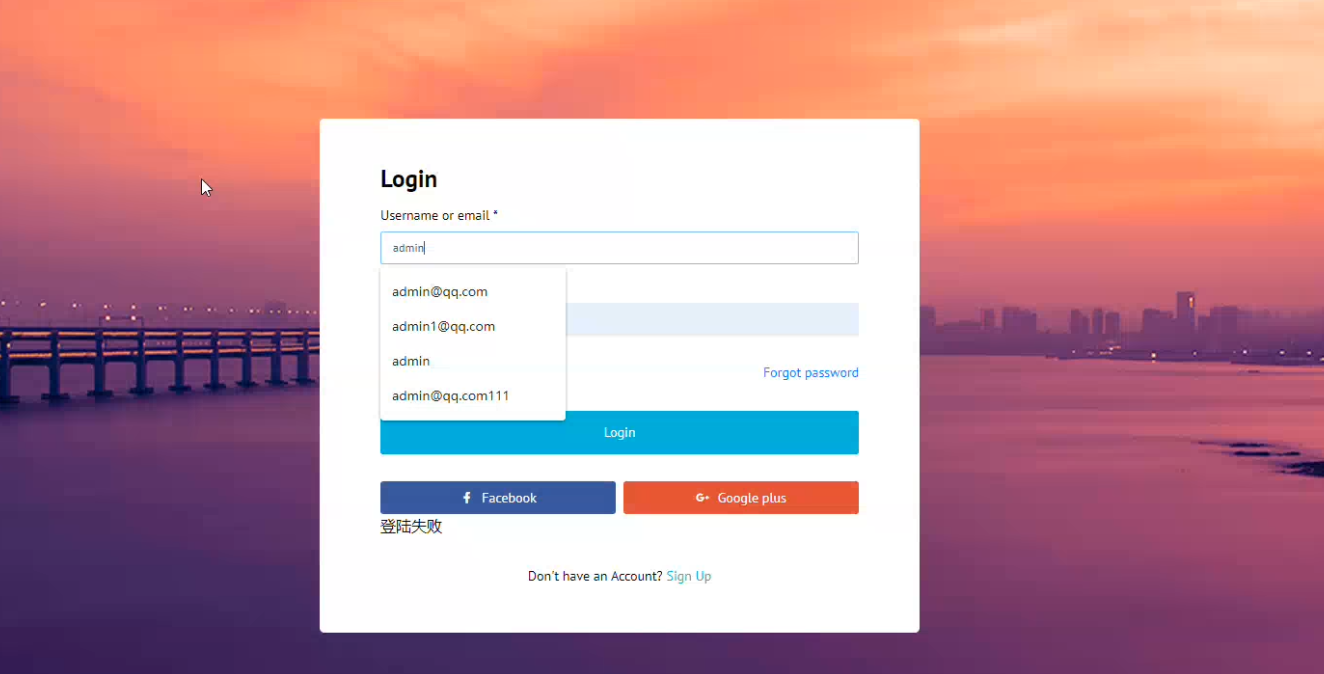 Login
Username or email *
admin
admin@qq.com
admin1@qq.com
admin
admin@qq.com111
Forgot password
Login
Facebook
G+ Google plus
登陆失败
Don't have an Account? Sign Up